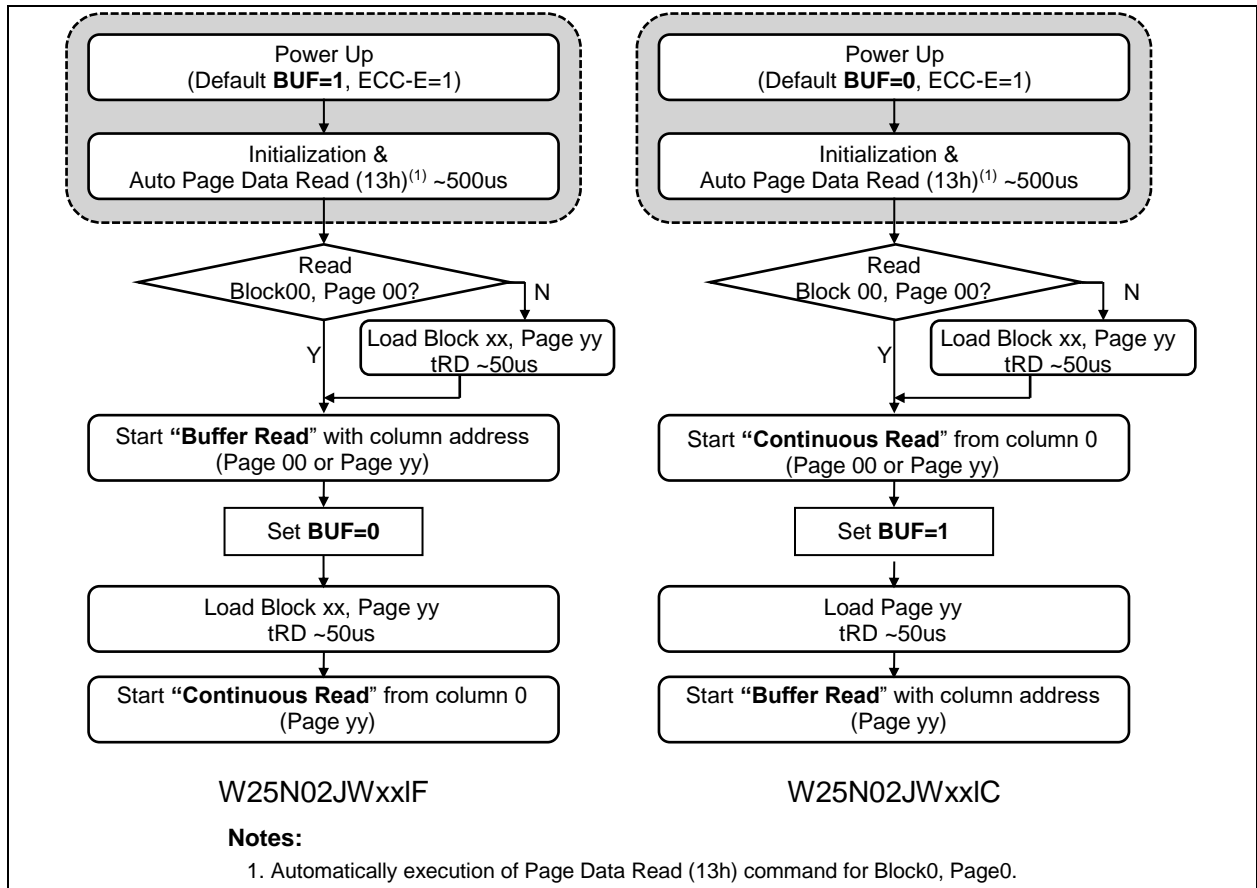 Power Up
(Default BUF=1, ECC-E=1)
Initialization &
Auto Page Data Read (13h)(1) ~500us
Read
Block00, Page 00?
N
Y
Load Block xx, Page yy
tRD ~50us
Start “Buffer Read” with column address
(Page 00 or Page yy)
Set BUF=0
Load Block xx, Page yy
tRD ~50us
Start “Continuous Read” from column 0
(Page yy)
W25N02JWxxIF
Power Up
(Default BUF=0, ECC-E=1)
Initialization &
Auto Page Data Read (13h)(1) ~500us
Read
Block 00, Page 00?
N
Y
Load Block xx, Page yy
tRD ~50us
Start “Continuous Read” from column 0
(Page 00 or Page yy)
Set BUF=1
Load Page yy
tRD ~50us
Start “Buffer Read” with column address
(Page yy)
W25N02JWxxIC
Notes:
1. Automatically execution of Page Data Read (13h) command for Block0, Page0.